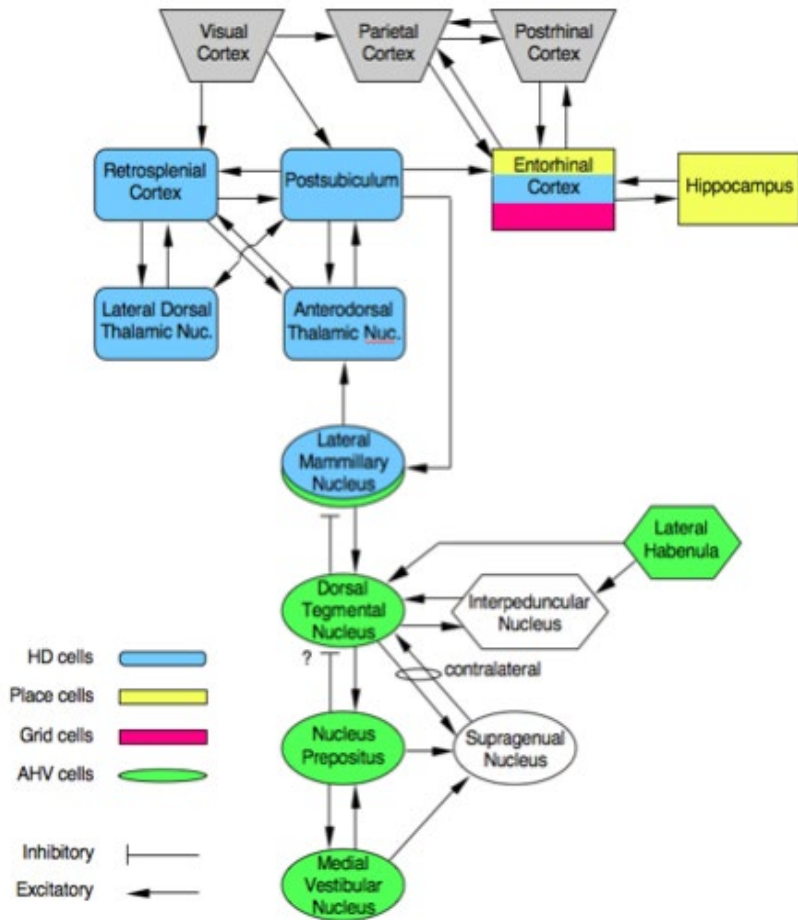 Visual
Cortex
Parietal
Cortex
Postrhinal
Cortex
Retrosplenial
Cortex
Postsubiculum
Entorhinal
Cortex
Hippocampus
Lateral Dorsal
Thalamic Nuc.
Anterodorsal
Thalamic Nuc.
Lateral
Mammillary
Nucleus
Lateral
Habenula
Dorsal
Tegmental
Nucleus
Interpeduncular
Nucleus
?
contralateral
HD cells
Place cells
Grid cells
AHV cells
Nucleus
Prepositus
Supragenual
Nucleus
Inhibitory
Excitatory
Medial
Vestibular
Nucleus